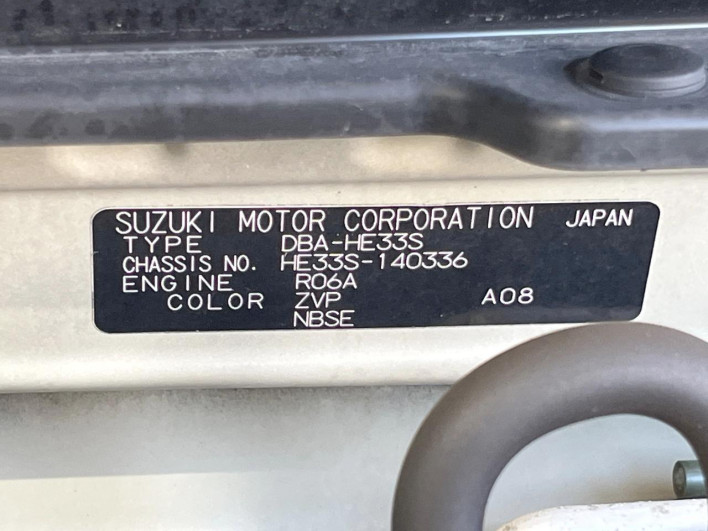 SUZUKI MOTOR CORPORATION JAPAN
TYPE DBA-HE33S
CHASSIS NO. HE33S-140336
ENGINE R06A
COLOR ZVP A08
NBSE